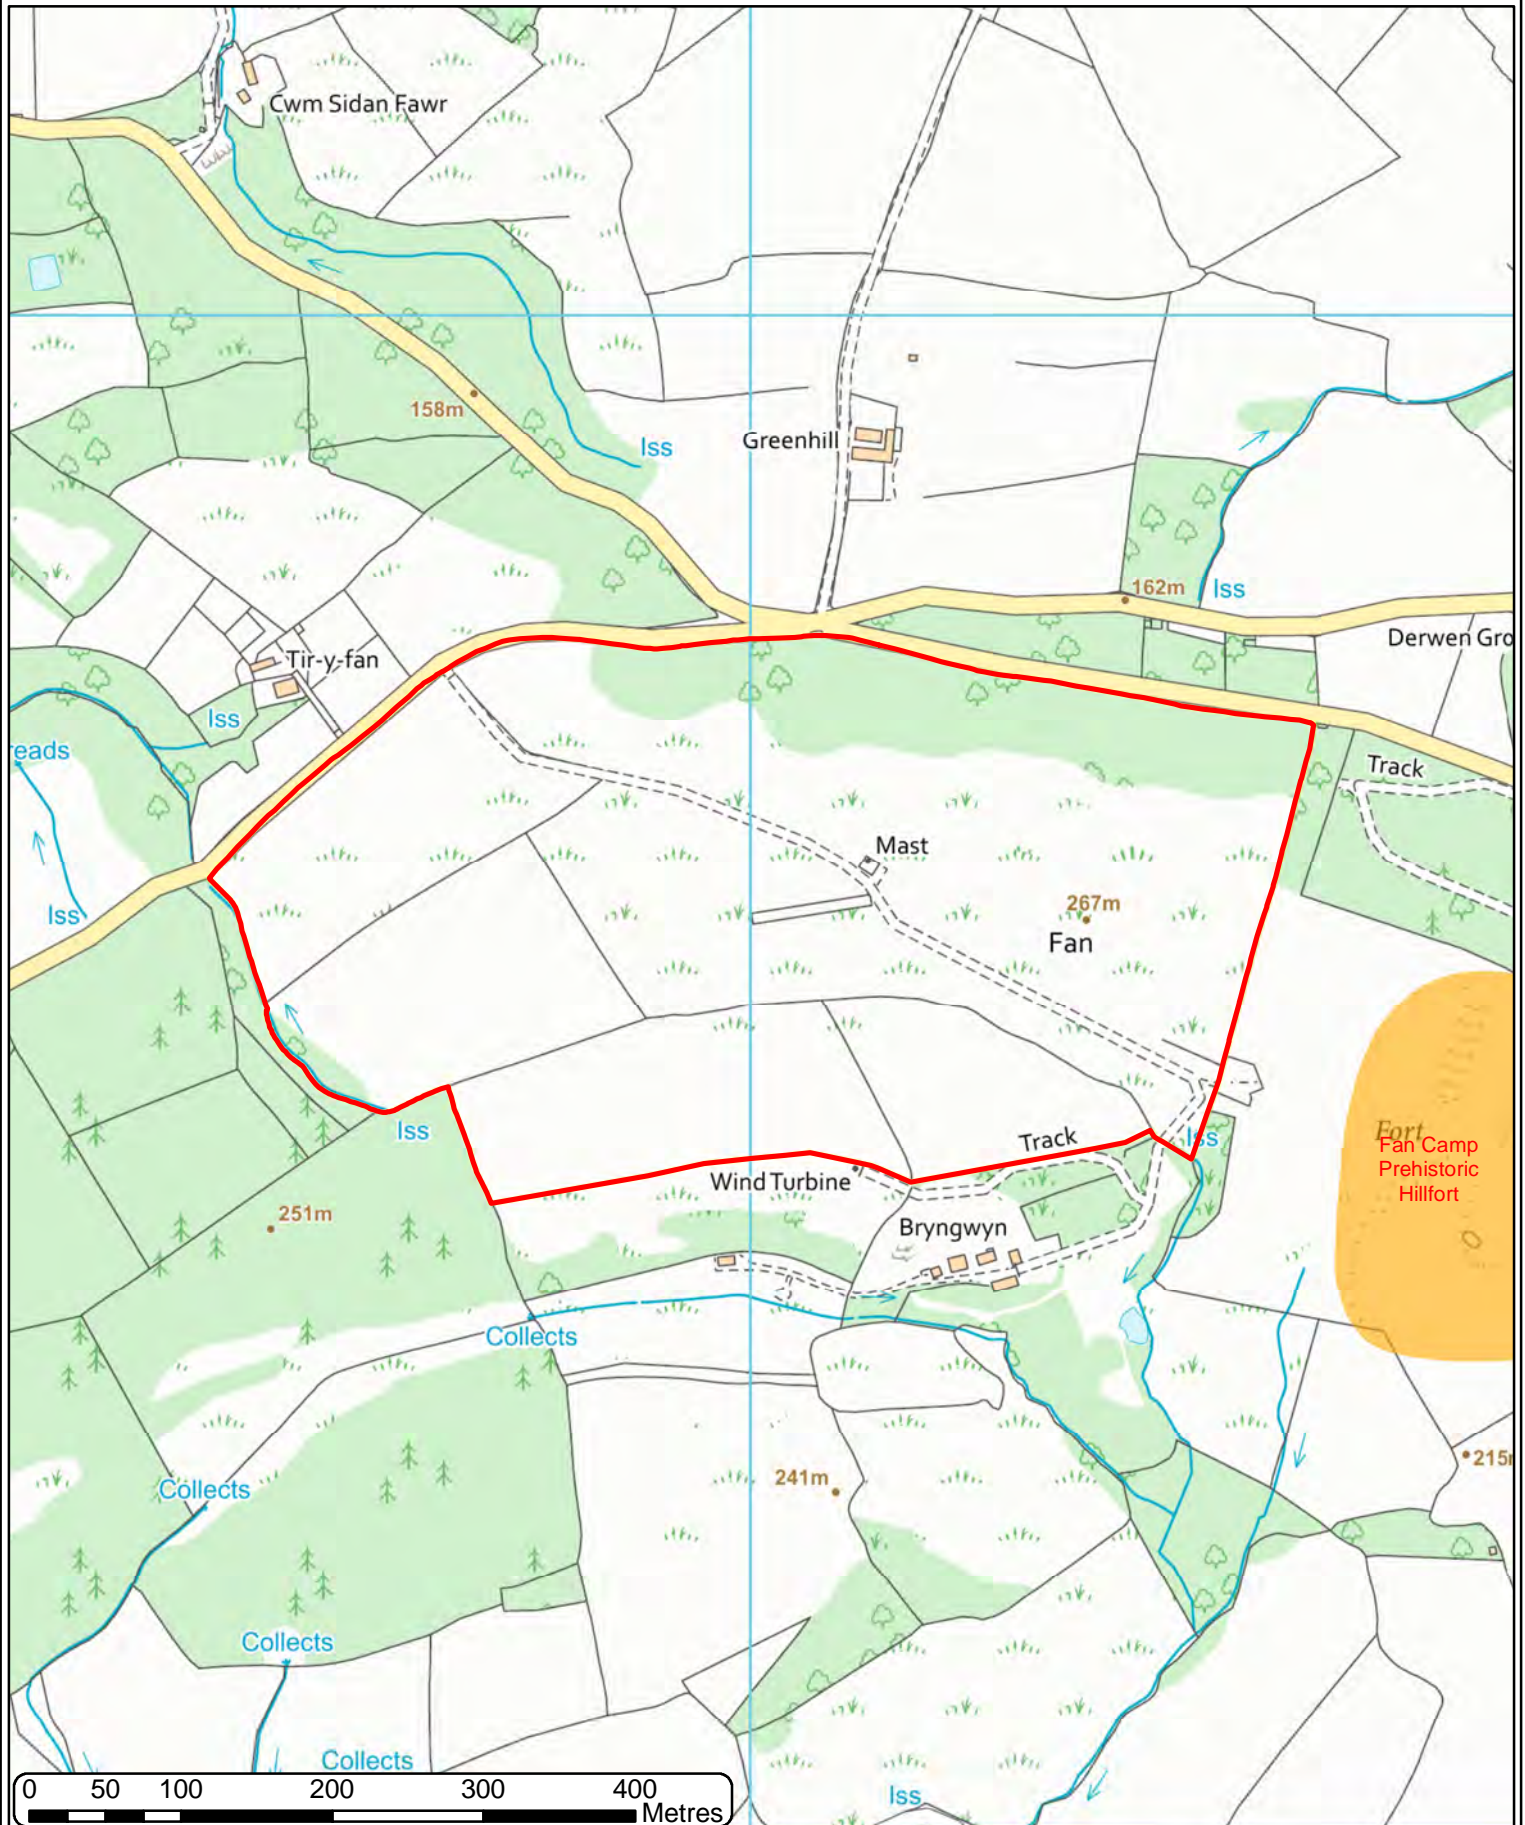 Cwm Sidan Fawr
158m
Iss
Greenhill
162m
Iss
Derwen Gro
Tir-y-fan
Iss
reads
Track
Mast
Iss
267m
Fan
Iss
Track
Iss
Fort
Fan Camp
Prehistoric
Hillfort
Wind Turbine
251m
Bryngwyn
Collects
215m
241m
Collects
Collects
Collects
Iss
0 50 100 200 300 400
Metres